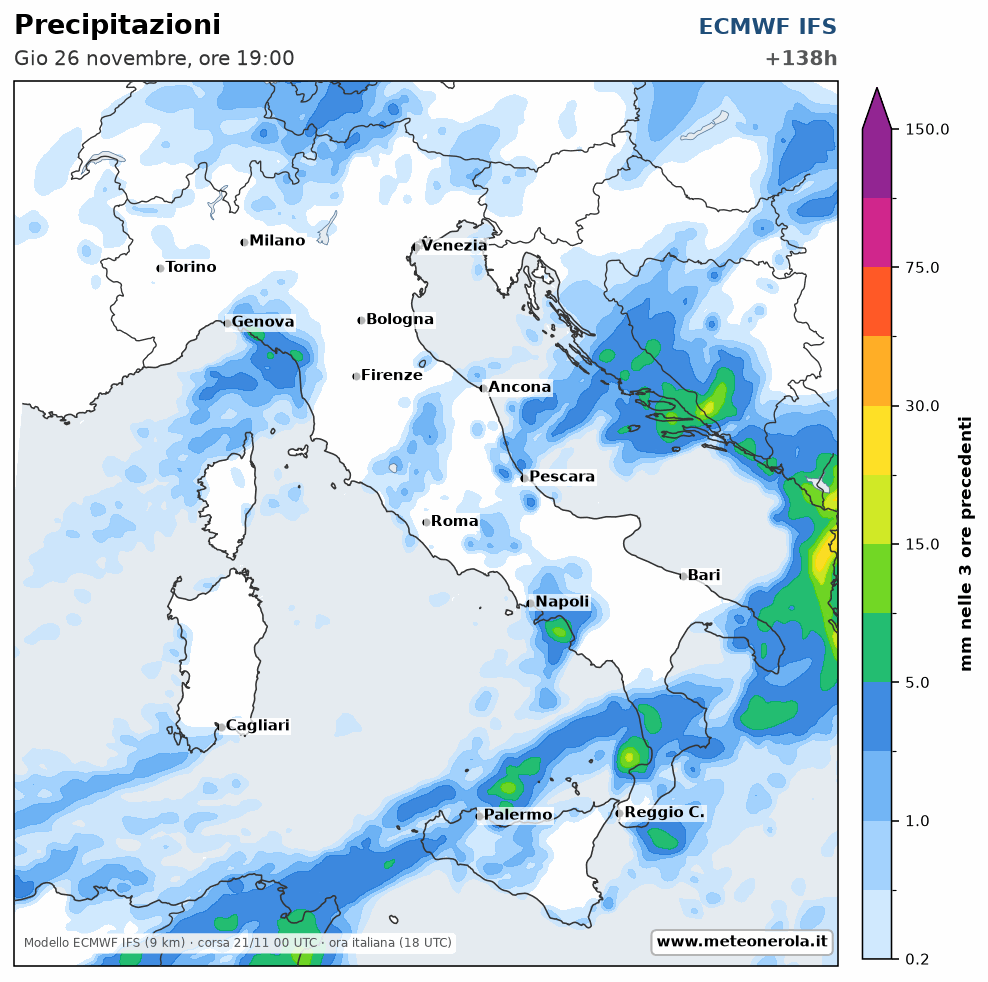 Precipitazioni
ECMWF IFS
Gio 26 novembre, ore 19:00
+138h
Milano
Venezia
Torino
Genova
Bologna
Firenze
Ancona
Pescara
Roma
Bari
Napoli
Cagliari
Palermo
Reggio C.
Modello ECMWF IFS (9 km) · corsa 21/11 00 UTC · ora italiana (18 UTC)
www.meteonerola.it
150.0
75.0
30.0
15.0
5.0
1.0
0.2
mm nelle 3 ore precedenti